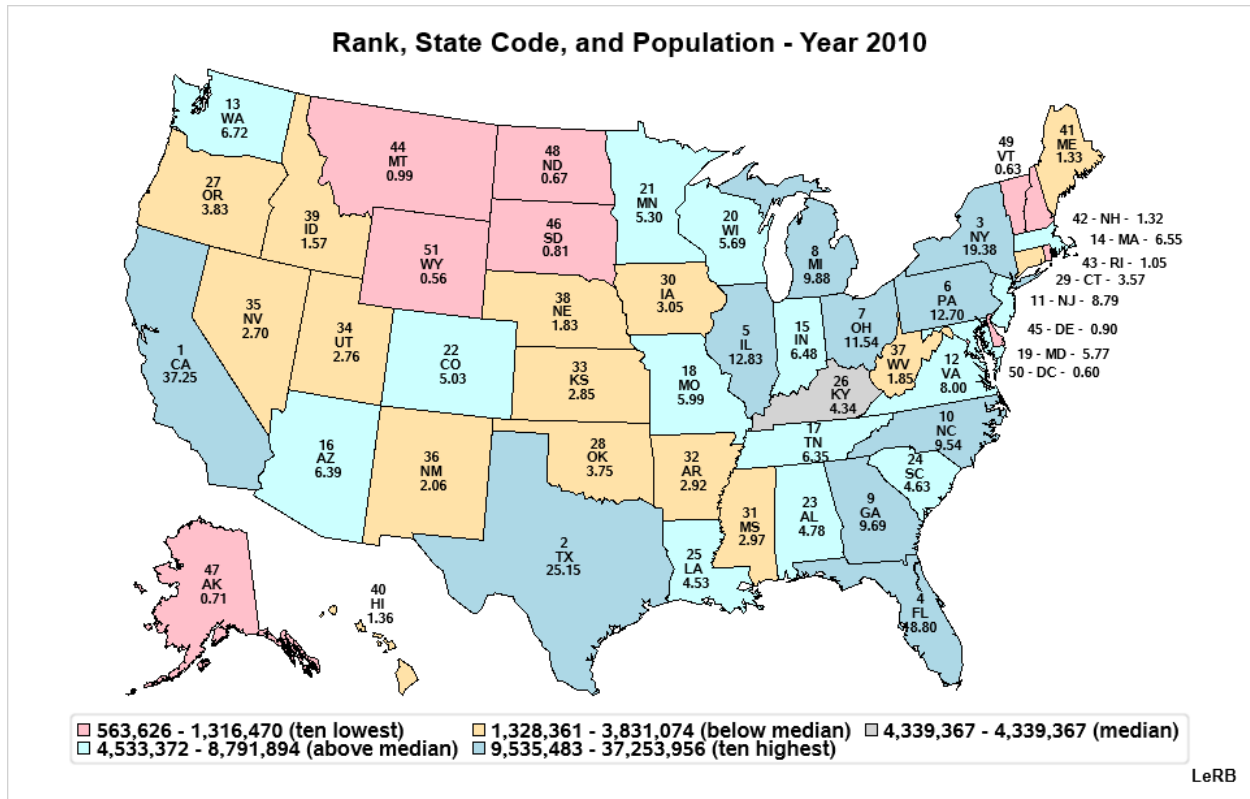 Rank, State Code, and Population - Year 2010
13
WA
6.72
44
MT
0.99
48
ND
0.67
49
VT
0.63
41
ME
1.33
27
OR
3.83
39
ID
1.57
21
MN
5.30
20
WI
5.69
3
NY
19.38
42 - NH - 1.32
14 - MA - 6.55
43 - RI - 1.05
29 - CT - 3.57
11 - NJ - 8.79
45 - DE - 0.90
19 - MD - 5.77
50 - DC - 0.60
51
WY
0.56
46
SD
0.81
8
MI
9.88
35
NV
2.70
34
UT
2.76
38
NE
1.83
30
IA
3.05
6
PA
12.70
1
CA
37.25
22
CO
5.03
33
KS
2.85
18
MO
5.99
5
IL
12.83
15
IN
6.48
7
OH
11.54
37
WV
1.85
12
VA
8.00
26
KY
4.34
16
AZ
6.39
36
NM
2.06
28
OK
3.75
32
AR
2.92
17
TN
6.35
10
NC
9.54
24
SC
4.63
31
MS
2.97
23
AL
4.78
9
GA
9.69
2
TX
25.15
25
LA
4.53
4
FL
18.80
47
AK
0.71
40
HI
1.36
563,626 - 1,316,470 (ten lowest) 1,328,361 - 3,831,074 (below median) 4,339,367 - 4,339,367 (median)
4,533,372 - 8,791,894 (above median) 9,535,483 - 37,253,956 (ten highest)
LeRB